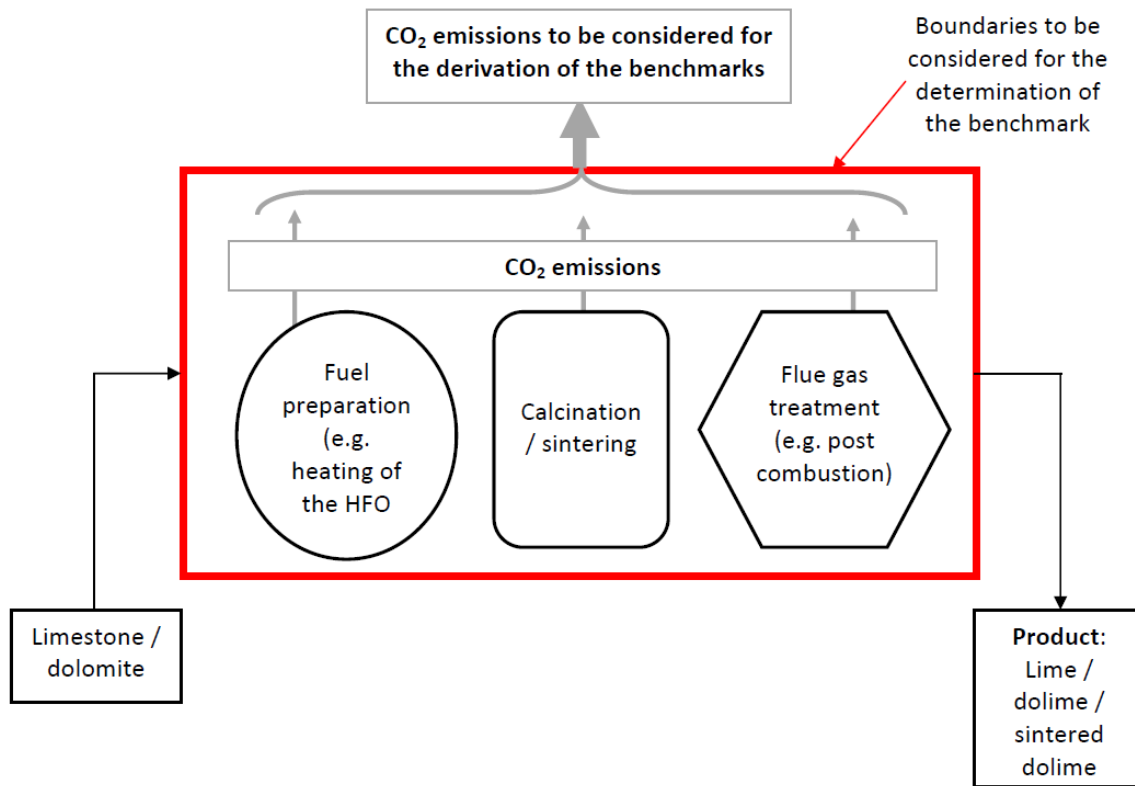 CO₂ emissions to be considered for
the derivation of the benchmarks
Boundaries to be
considered for the
determination of
the benchmark
CO₂ emissions
Fuel
preparation
(e.g.
heating of
the HFO
Calcination
/ sintering
Flue gas
treatment
(e.g. post
combustion)
Limestone /
dolomite
Product:
Lime /
dolime /
sintered
dolime